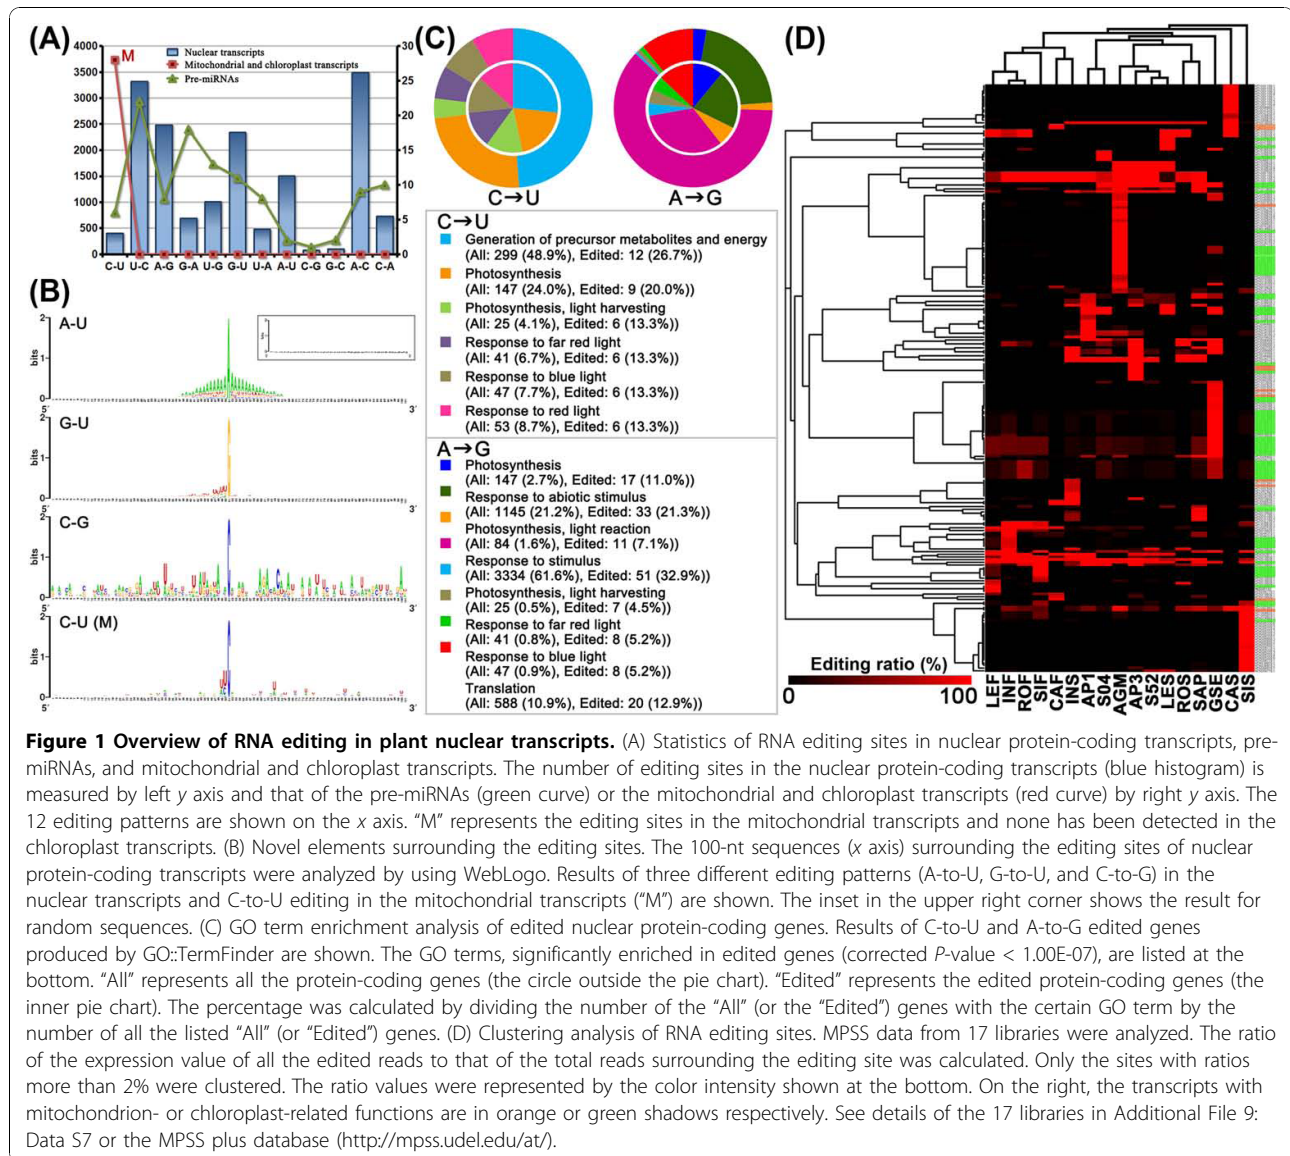 (A)
4000
3500
3000
2500
2000
1500
1000
500
0
M
Nuclear transcripts
Mitochondrial and chloroplast transcripts
Pre-miRNAs
30
25
20
15
10
5
0
C-U U-C A-G G-A U-G G-U U-A A-U C-G G-C A-C C-A
(B)
A-U
2
bits
1
0
5´ 3´
G-U
2
bits
1
0
5´ 3´
C-G
2
bits
1
0
5´ 3´
C-U (M)
2
bits
1
0
5´ 3´
(C)
C→U A→G
C→U
Generation of precursor metabolites and energy
(All: 299 (48.9%), Edited: 12 (26.7%))
Photosynthesis
(All: 147 (24.0%), Edited: 9 (20.0%))
Photosynthesis, light harvesting
(All: 25 (4.1%), Edited: 6 (13.3%))
Response to far red light
(All: 41 (6.7%), Edited: 6 (13.3%))
Response to blue light
(All: 47 (7.7%), Edited: 6 (13.3%))
Response to red light
(All: 53 (8.7%), Edited: 6 (13.3%))
A→G
Photosynthesis
(All: 147 (2.7%), Edited: 17 (11.0%))
Response to abiotic stimulus
(All: 1145 (21.2%), Edited: 33 (21.3%))
Photosynthesis, light reaction
(All: 84 (1.6%), Edited: 11 (7.1%))
Response to stimulus
(All: 3334 (61.6%), Edited: 51 (32.9%))
Photosynthesis, light harvesting
(All: 25 (0.5%), Edited: 7 (4.5%))
Response to far red light
(All: 41 (0.8%), Edited: 8 (5.2%))
Response to blue light
(All: 47 (0.9%), Edited: 8 (5.2%))
Translation
(All: 588 (10.9%), Edited: 20 (12.9%))
(D)
Editing ratio (%)
0 100
LEF INF ROF SIF CAF INS AP1 S04 AGM AP3 S52 LES ROS SAP GSE CAS SIS
Figure 1 Overview of RNA editing in plant nuclear transcripts. (A) Statistics of RNA editing sites in nuclear protein-coding transcripts, pre-
miRNAs, and mitochondrial and chloroplast transcripts. The number of editing sites in the nuclear protein-coding transcripts (blue histogram) is
measured by left y axis and that of the pre-miRNAs (green curve) or the mitochondrial and chloroplast transcripts (red curve) by right y axis. The
12 editing patterns are shown on the x axis. “M” represents the editing sites in the mitochondrial transcripts and none has been detected in the
chloroplast transcripts. (B) Novel elements surrounding the editing sites. The 100-nt sequences (x axis) surrounding the editing sites of nuclear
protein-coding transcripts were analyzed by using WebLogo. Results of three different editing patterns (A-to-U, G-to-U, and C-to-G) in the
nuclear transcripts and C-to-U editing in the mitochondrial transcripts (“M”) are shown. The inset in the upper right corner shows the result for
random sequences. (C) GO term enrichment analysis of edited nuclear protein-coding genes. Results of C-to-U and A-to-G edited genes
produced by GO::TermFinder are shown. The GO terms, significantly enriched in edited genes (corrected P-value < 1.00E-07), are listed at the
bottom. “All” represents all the protein-coding genes (the circle outside the pie chart). “Edited” represents the edited protein-coding genes (the
inner pie chart). The percentage was calculated by dividing the number of the “All” (or the “Edited”) genes with the certain GO term by the
number of all the listed “All” (or “Edited”) genes. (D) Clustering analysis of RNA editing sites. MPSS data from 17 libraries were analyzed. The ratio
of the expression value of all the edited reads to that of the total reads surrounding the editing site was calculated. Only the sites with ratios
more than 2% were clustered. The ratio values were represented by the color intensity shown at the bottom. On the right, the transcripts with
mitochondrion- or chloroplast-related functions are in orange or green shadows respectively. See details of the 17 libraries in Additional File 9:
Data S7 or the MPSS plus database (http://mpss.udel.edu/at/).